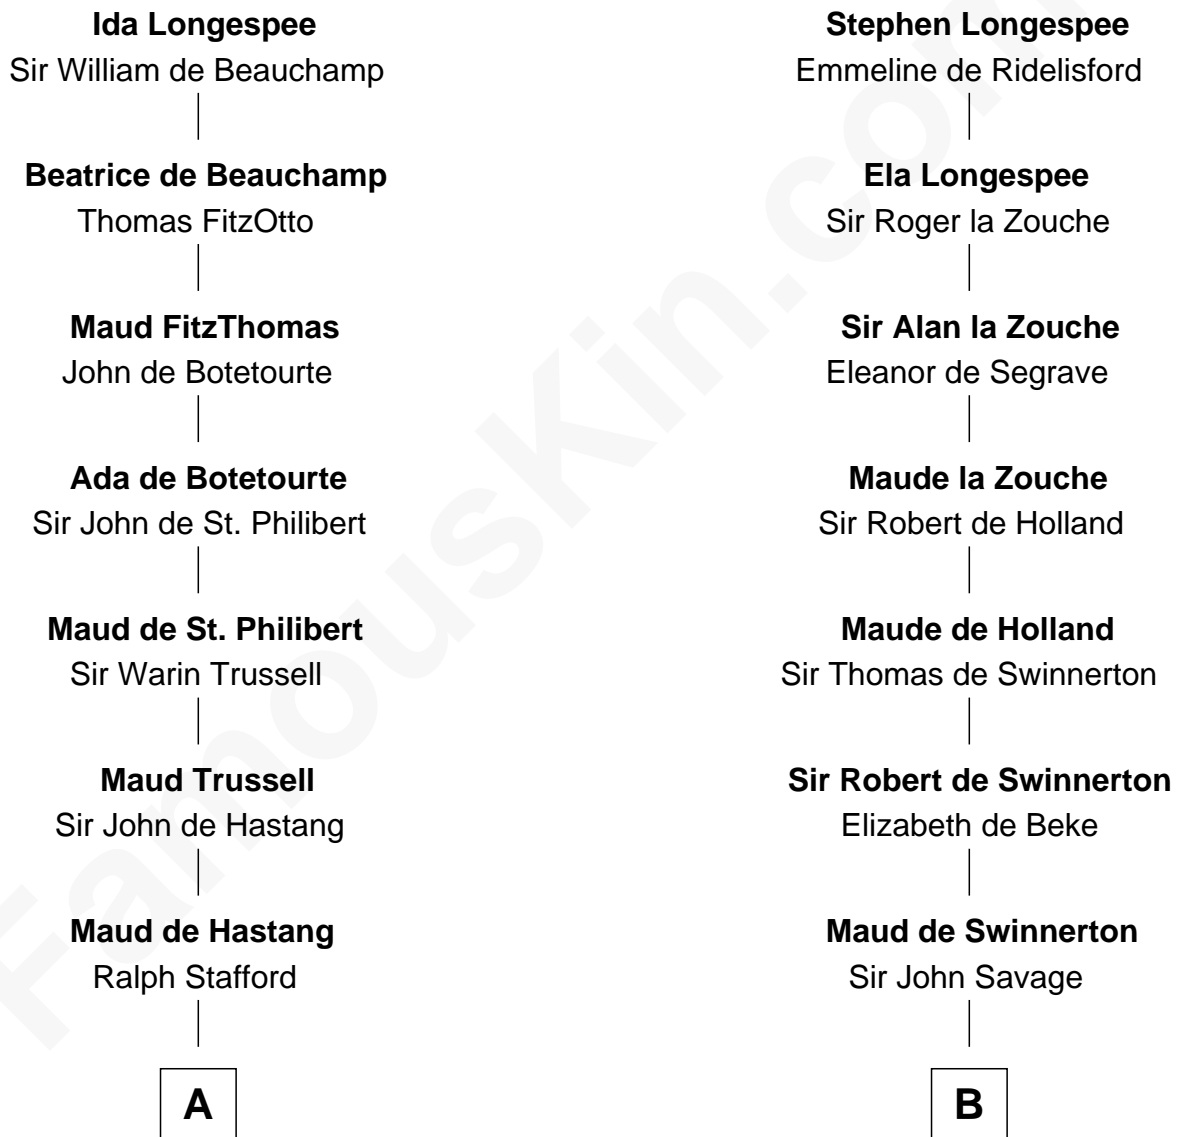 Ida Longespee
Sir William de Beauchamp
Beatrice de Beauchamp
Thomas FitzOtto
Maud FitzThomas
John de Botetourte
Ada de Botetourte
Sir John de St. Philibert
Maud de St. Philibert
Sir Warin Trussell
Maud Trussell
Sir John de Hastang
Maud de Hastang
Ralph Stafford
A
Stephen Longespee
Emmeline de Ridelisford
Ela Longespee
Sir Roger la Zouche
Sir Alan la Zouche
Eleanor de Segrave
Maude la Zouche
Sir Robert de Holland
Maude de Holland
Sir Thomas de Swinnerton
Sir Robert de Swinnerton
Elizabeth de Beke
Maud de Swinnerton
Sir John Savage
B
FamousKin.com